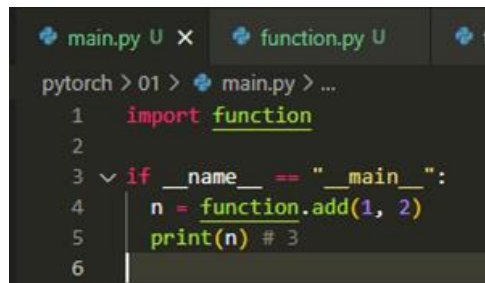 main.py U × function.py U
pytorch > 01 > main.py > ...
1 import function
2
3 if __name__ == "__main__":
4 n = function.add(1, 2)
5 print(n) # 3
6